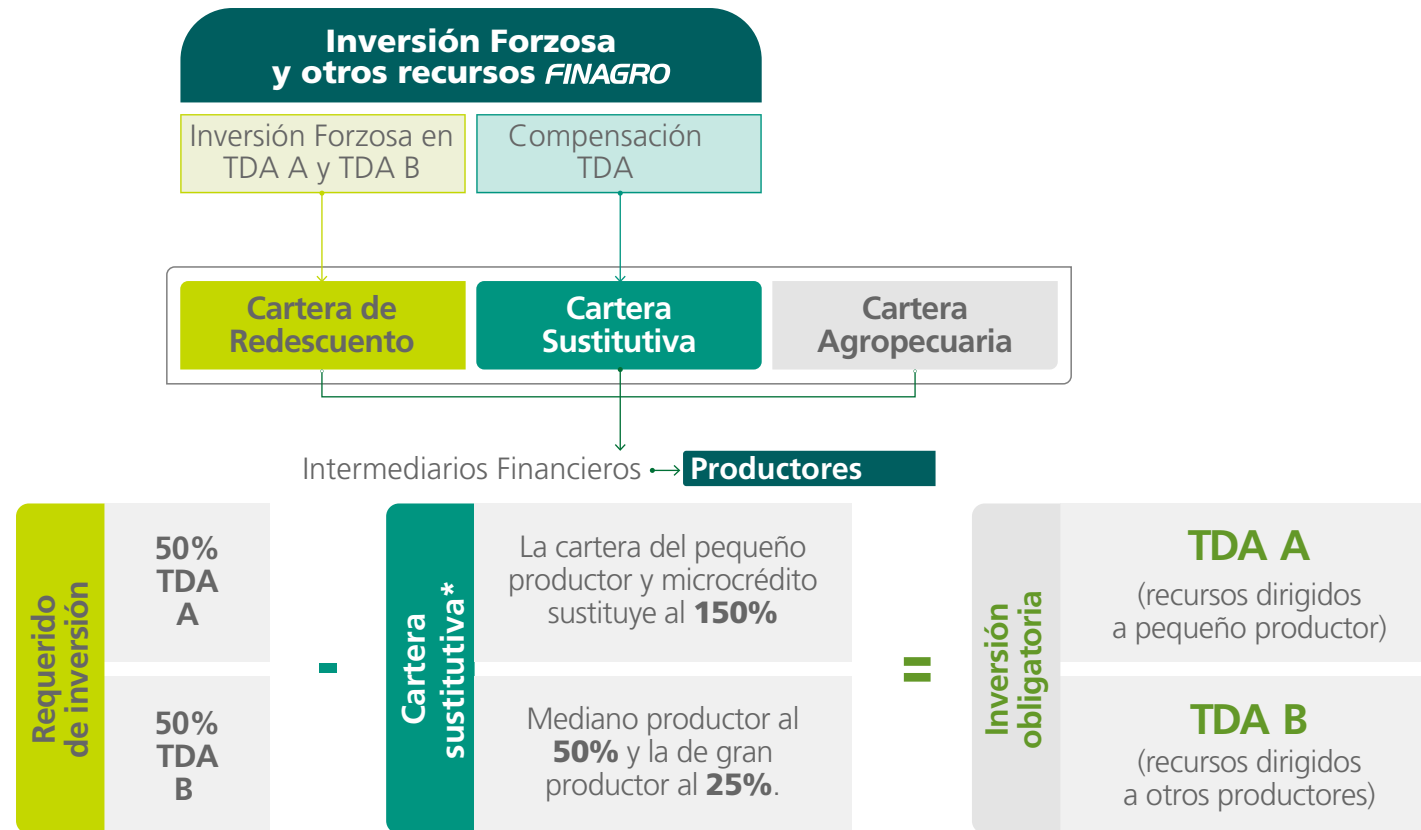 Inversión Forzosa
y otros recursos FINAGRO
Inversión Forzosa en
TDA A y TDA B
Compensación
TDA
Cartera de
Redescuento
Cartera
Sustitutiva
Cartera
Agropecuaria
Intermediarios Financieros
Productores
Requerido
de inversión
50%
TDA
A
50%
TDA
B
-
Cartera
sustitutiva*
La cartera del pequeño
productor y microcrédito
sustituye al 150%
Mediano productor al
50% y la de gran
productor al 25%.
=
Inversión
obligatoria
TDA A
(recursos dirigidos
a pequeño productor)
TDA B
(recursos dirigidos
a otros productores)